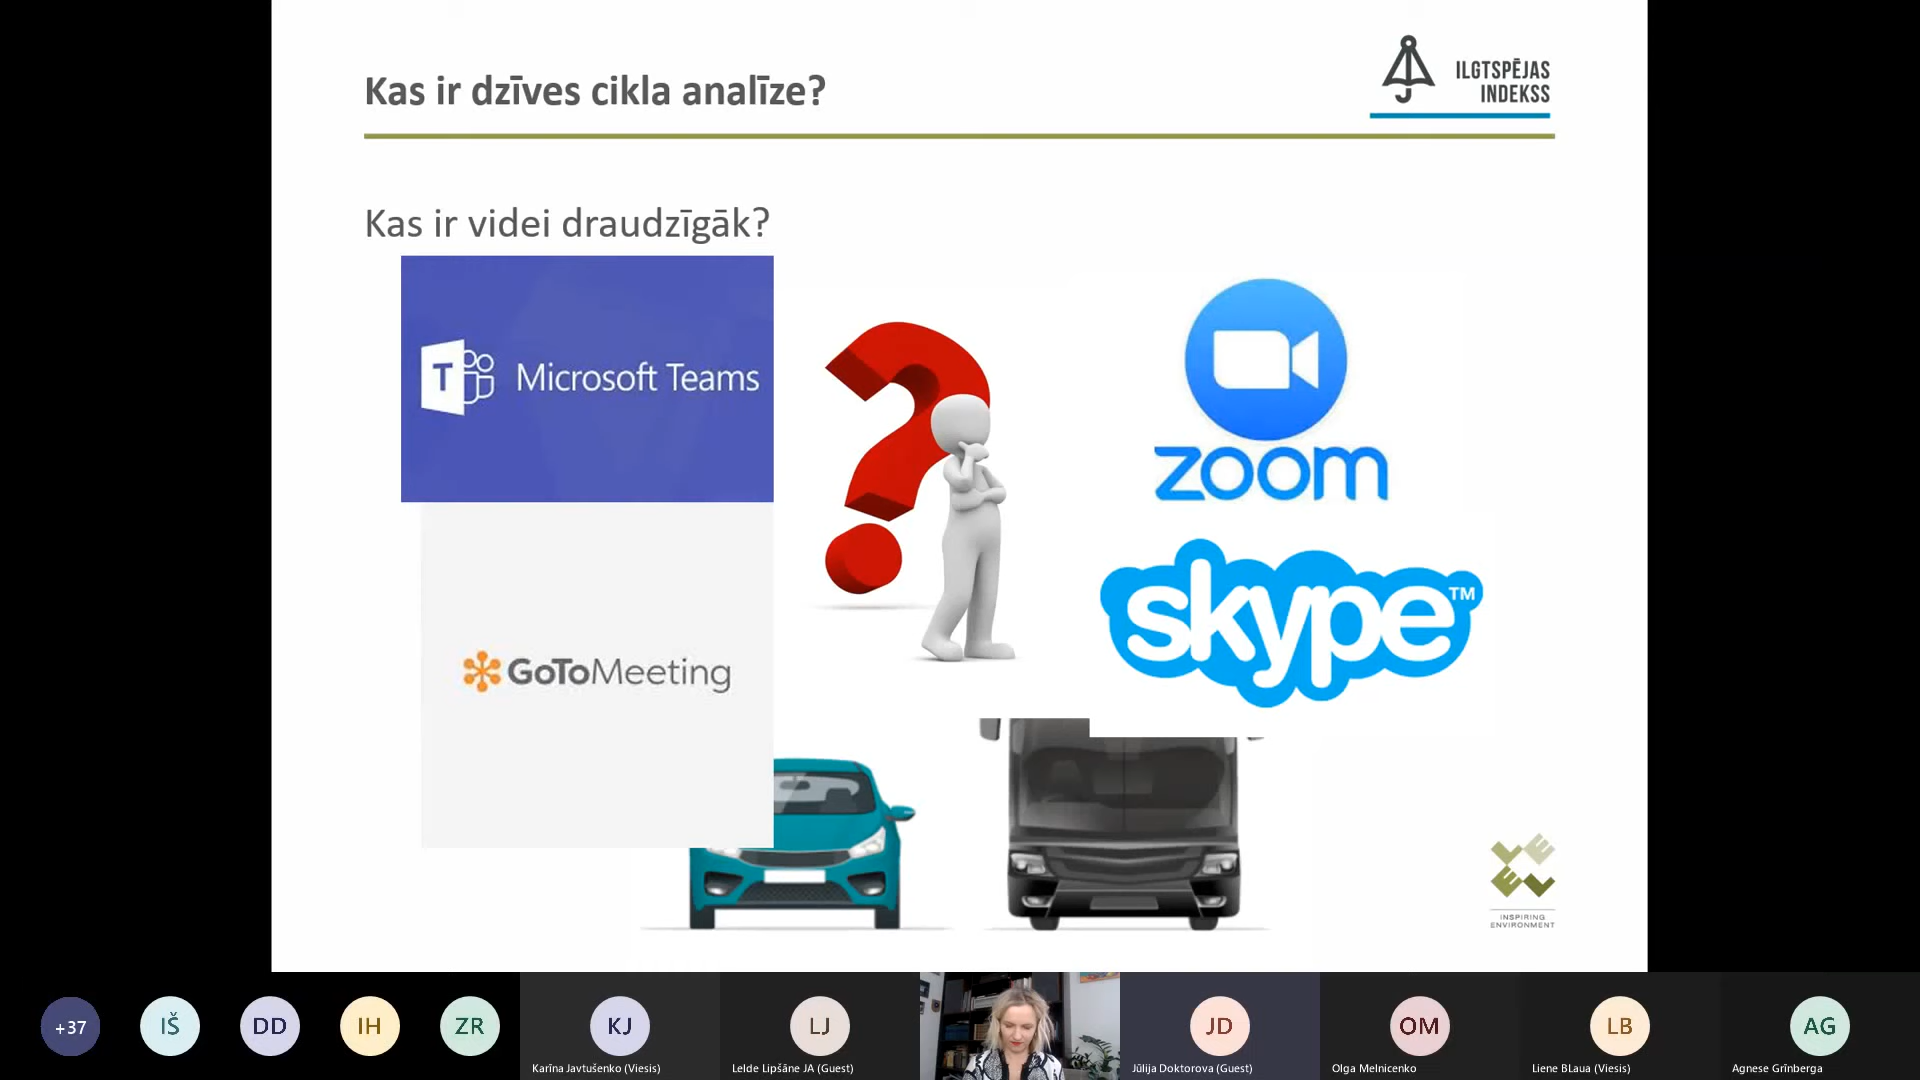 Kas ir dzīves cikla analīze?
ILGTSPĒJAS
INDEKSS
Kas ir videi draudzīgāk?
T
Microsoft Teams
zoom
skype™
GoToMeeting
INSPIRING
ENVIRONMENT
+37
IŠ
DD
IH
ZR
KJ
LJ
JD
OM
LB
AG
Karīna Javtušenko (Viesis)
Lelde Lipšāne JA (Guest)
Jūlija Doktorova (Guest)
Olga Melnicenko
Liene BLaua (Viesis)
Agnese Grīnberga